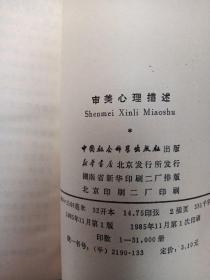 审美心理描述
Shenmei Xinli Miaoshu
*
中国社会科学出版社 出版
新华书店 北京发行所发行
湖南省新华印刷二厂排版
北京印刷二厂印刷
32开本 14.75印张 2插页
1985年11月第1版 1985年11月第1次印刷
印数 1—31,000册
统一书号:(平)2190-133 定价:3.10元